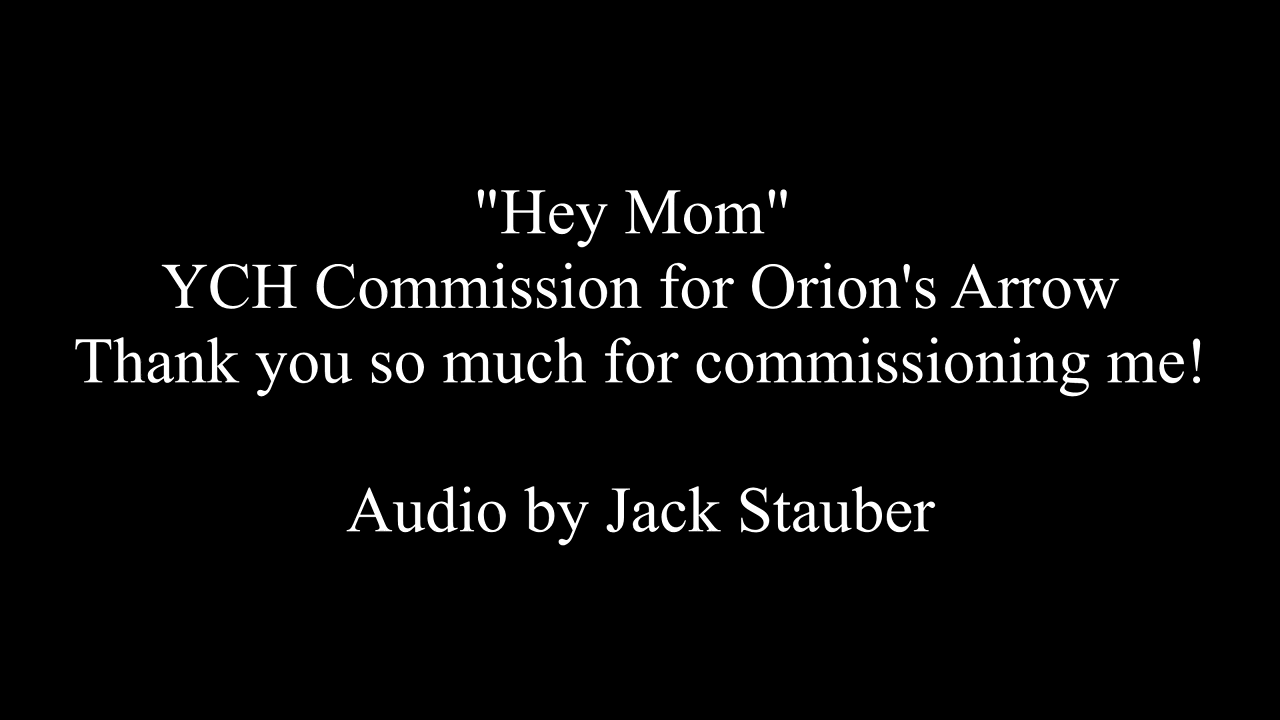 "Hey Mom"
YCH Commission for Orion's Arrow
Thank you so much for commissioning me!
Audio by Jack Stauber